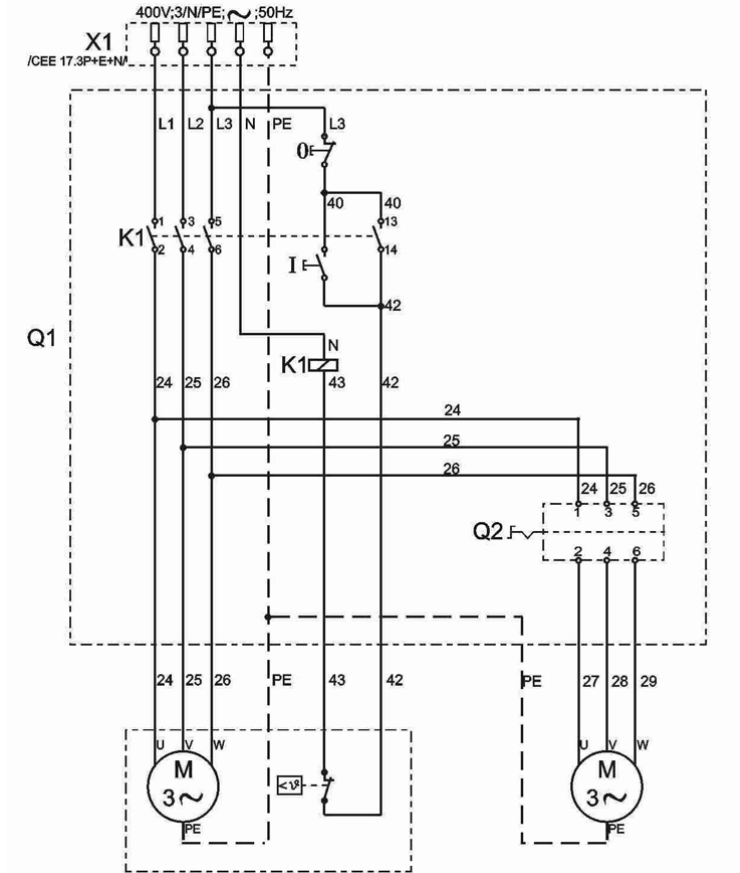 400V;3/N/PE;~;50Hz
X1
/CEE 17.3P+E+N/
L1 L2 L3 N PE L3
0
40 40
1 3 5 13
K1
2 4 6 14
I
42
Q1
N
K1
24 25 26 43 42
24
25
26
24 25 26
1 3 5
Q2
2 4 6
24 25 26 PE 43 42 PE 27 28 29
U V W U V W
M M
3~ <ϑ 3~
PE PE